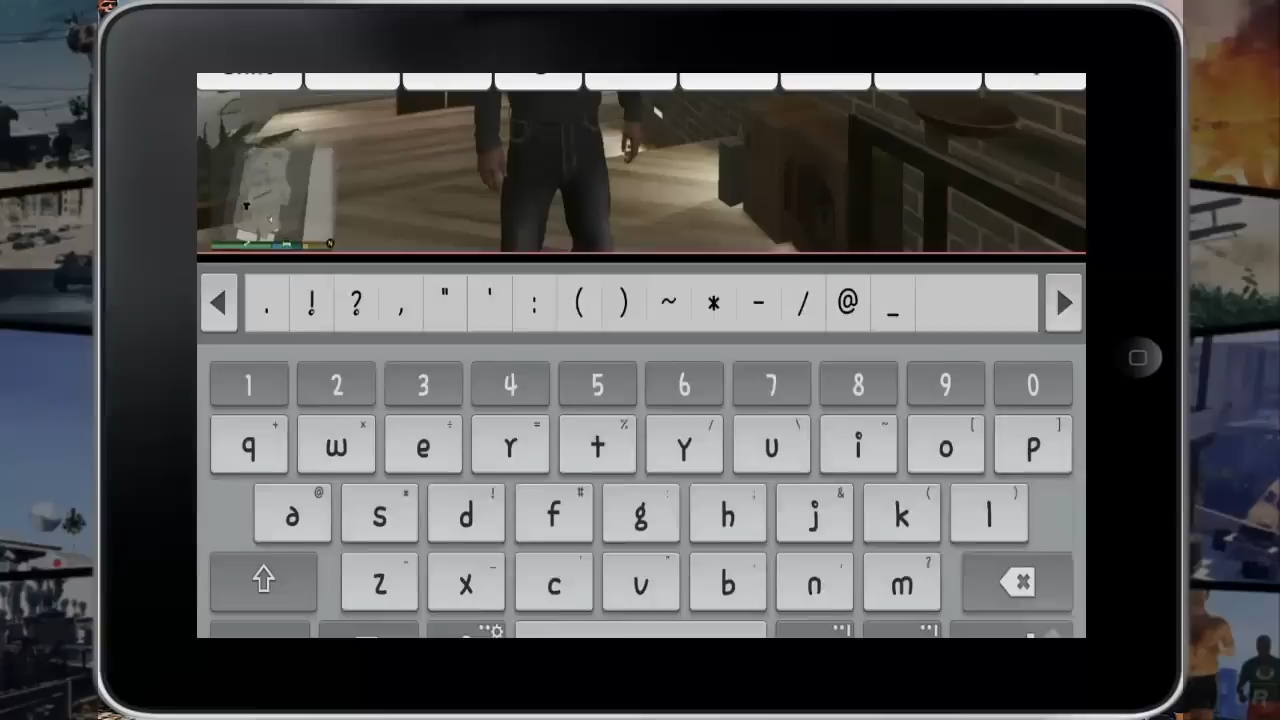 . ! ? , " ' : ( ) ~ * - / @ _
1 2 3 4 5 6 7 8 9 0
+ × ÷ = % / \ ~ [ ]
q w e r t y u i o p
@ * ! # : ; & ( )
a s d f g h j k l
- _ ' " . , ?
z x c v b n m